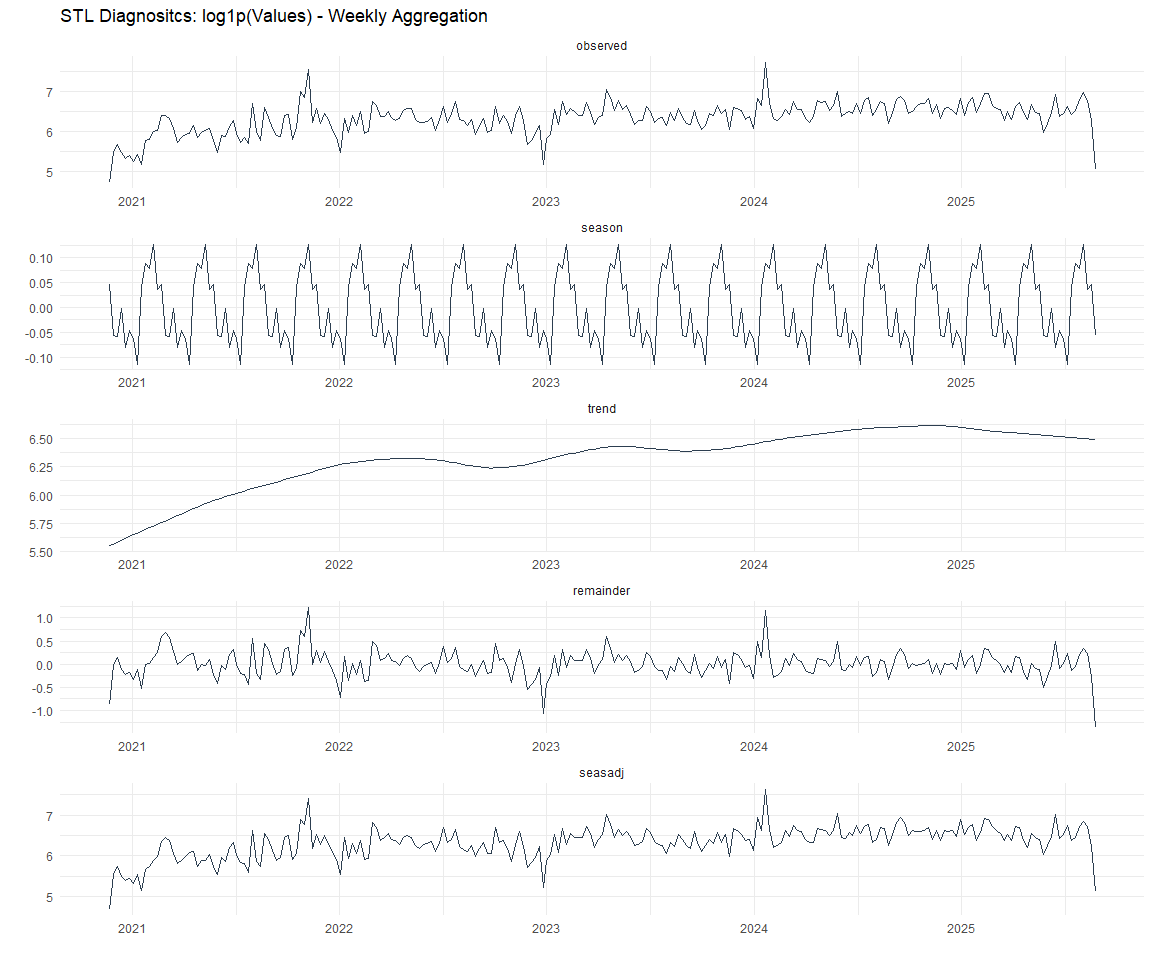 STL Diagnositcs: log1p(Values) - Weekly Aggregation
observed
7
6
5
2021 2022 2023 2024 2025
season
0.10
0.05
0.00
-0.05
-0.10
2021 2022 2023 2024 2025
trend
6.50
6.25
6.00
5.75
5.50
2021 2022 2023 2024 2025
remainder
1.0
0.5
0.0
-0.5
-1.0
2021 2022 2023 2024 2025
seasadj
7
6
5
2021 2022 2023 2024 2025